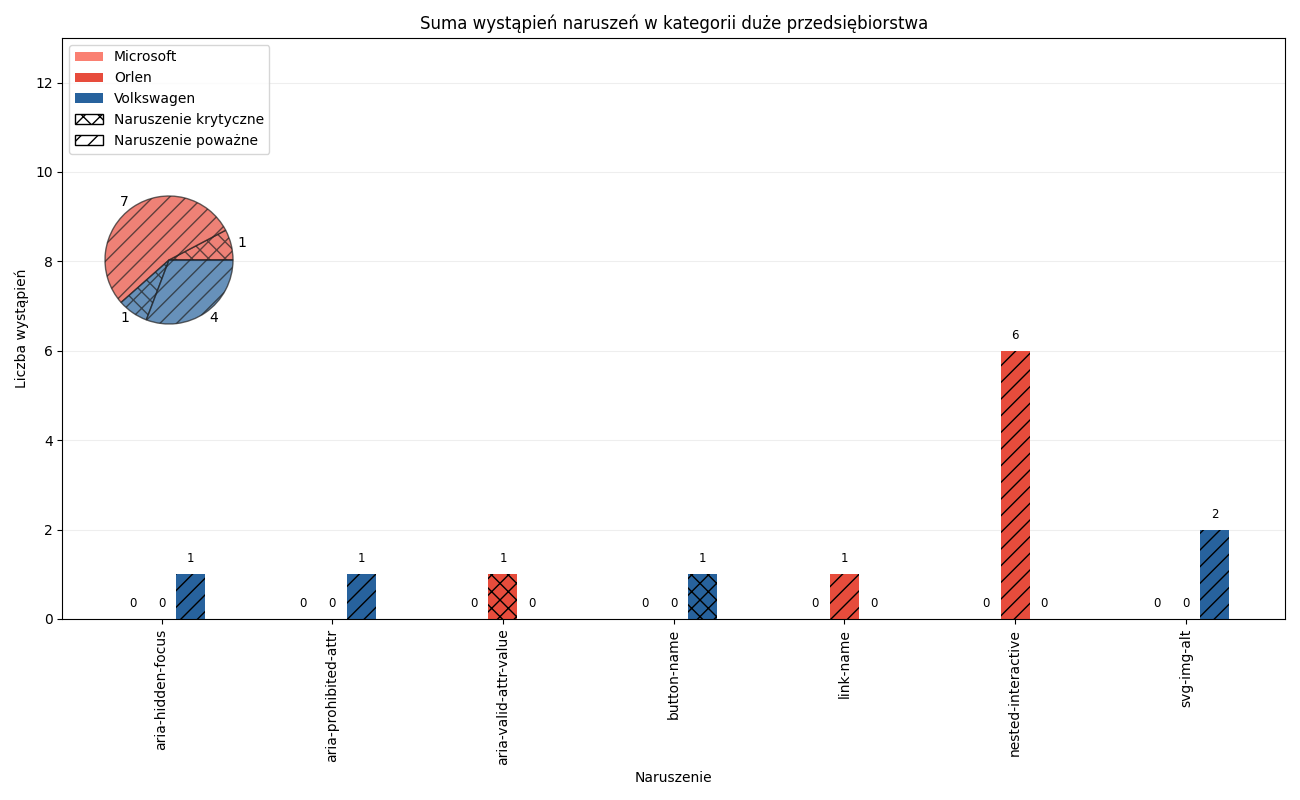 Suma wystąpień naruszeń w kategorii duże przedsiębiorstwa
Microsoft
Orlen
Volkswagen
Naruszenie krytyczne
Naruszenie poważne
7
1
1
4
Liczba wystąpień
12
10
8
6
4
2
0
0 0 1
0 0 1
0 1 0
0 0 1
0 1 0
0 6 0
0 0 2
aria-hidden-focus
aria-prohibited-attr
aria-valid-attr-value
button-name
link-name
nested-interactive
svg-img-alt
Naruszenie